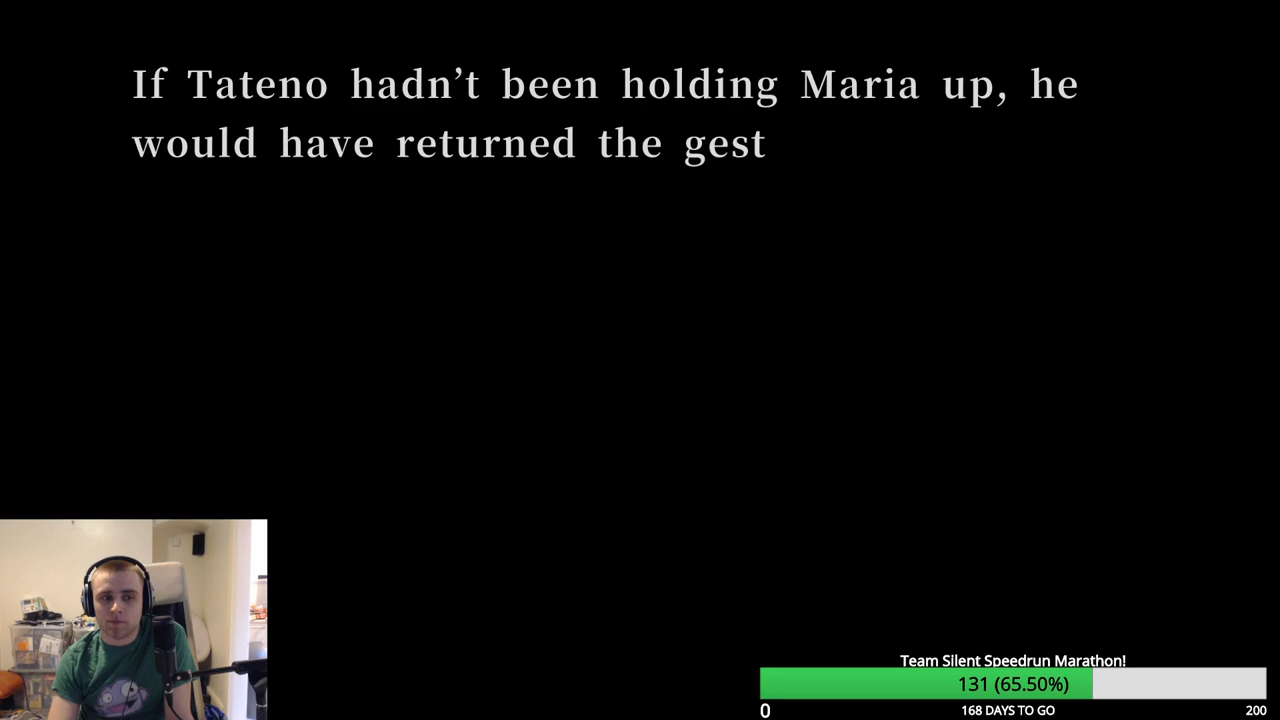 If Tateno hadn’t been holding Maria up, he
would have returned the gest
Team Silent Speedrun Marathon!
131 (65.50%)
0
168 DAYS TO GO
200